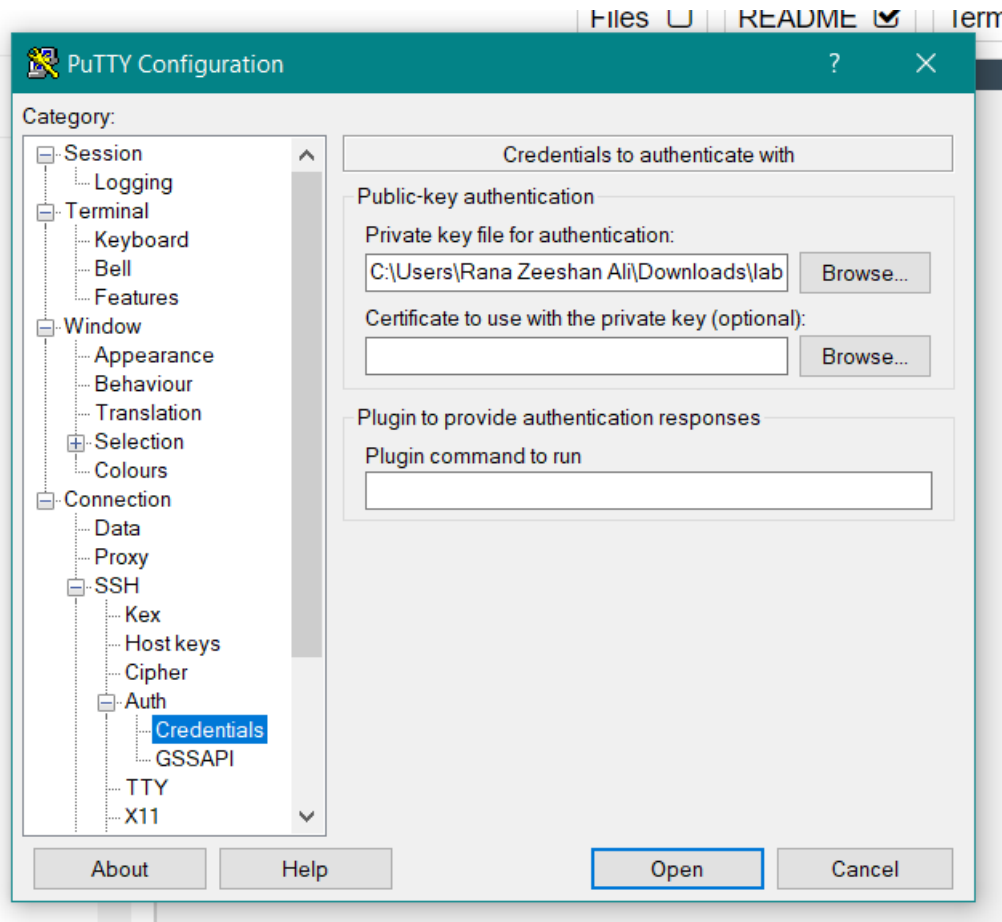 Files README Term
PuTTY Configuration ?
Category:
Session
Logging
Terminal
Keyboard
Bell
Features
Window
Appearance
Behaviour
Translation
Selection
Colours
Connection
Data
Proxy
SSH
Kex
Host keys
Cipher
Auth
Credentials
GSSAPI
TTY
X11
Credentials to authenticate with
Public-key authentication
Private key file for authentication:
C:\Users\Rana Zeeshan Ali\Downloads\lab Browse...
Certificate to use with the private key (optional):
Browse...
Plugin to provide authentication responses
Plugin command to run
About Help Open Cancel